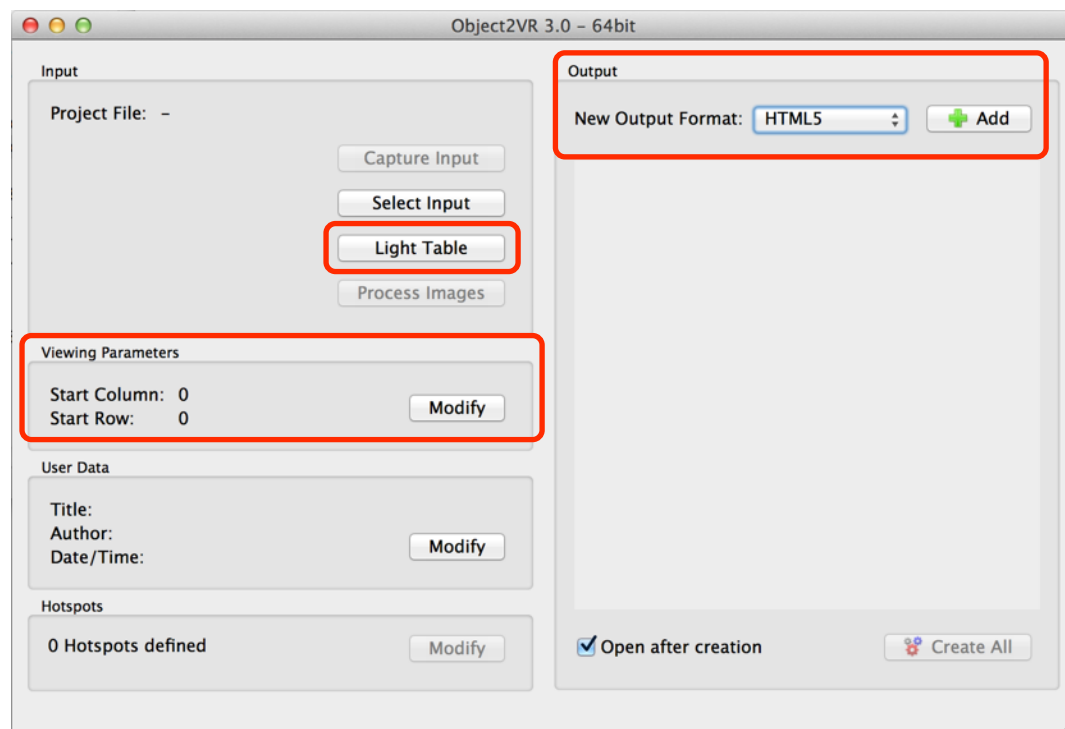 Object2VR 3.0 – 64bit
Input
Project File: –
Capture Input
Select Input
Light Table
Process Images
Viewing Parameters
Start Column: 0
Start Row: 0
Modify
User Data
Title:
Author:
Date/Time:
Modify
Hotspots
0 Hotspots defined
Modify
Output
New Output Format: HTML5 Add
Open after creation
Create All